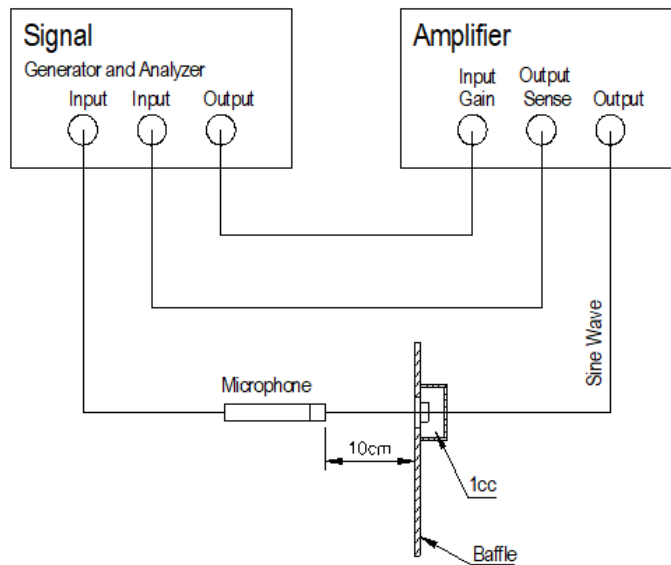 Signal
Generator and Analyzer
Input
Input
Output
Amplifier
Input
Gain
Output
Sense
Output
Sine Wave
Microphone
10cm
1cc
Baffle